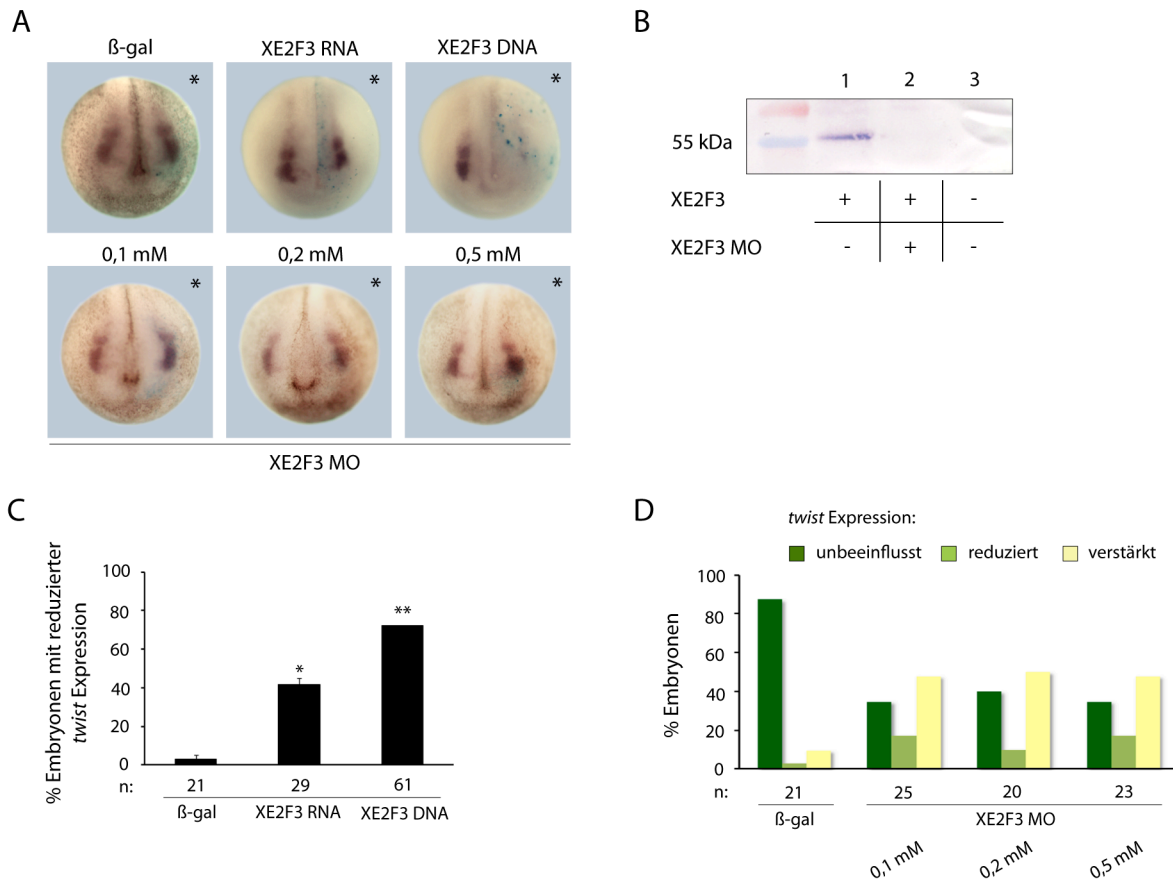 A
ß-gal XE2F3 RNA XE2F3 DNA
* * *
0,1 mM 0,2 mM 0,5 mM
* * *
XE2F3 MO
B
1 2 3
55 kDa
XE2F3 + + -
XE2F3 MO - + -
C
% Embryonen mit reduzierter
twist Expression
100
80
60
40
20
0
*
**
n: 21 29 61
ß-gal XE2F3 RNA XE2F3 DNA
D
twist Expression:
unbeeinflusst reduziert verstärkt
% Embryonen
100
80
60
40
20
0
n: 21 25 20 23
ß-gal XE2F3 MO
0,1 mM 0,2 mM 0,5 mM